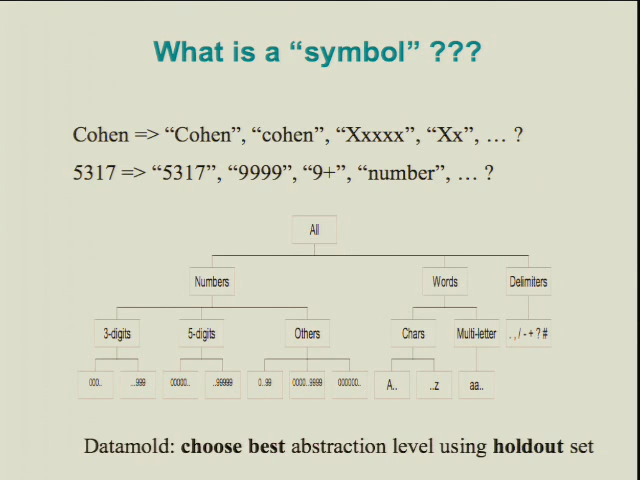 What is a “symbol” ???
Cohen => “Cohen”, “cohen”, “Xxxxx”, “Xx”, … ?
5317 => “5317”, “9999”, “9+”, “number”, … ?
All
Numbers Words Delimiters
3-digits 5-digits Others Chars Multi-letter . , / - + ? #
000.. ...999 00000.. ..99999 0..99 0000..9999 000000.. A.. ..z aa..
Datamold: choose best abstraction level using holdout set